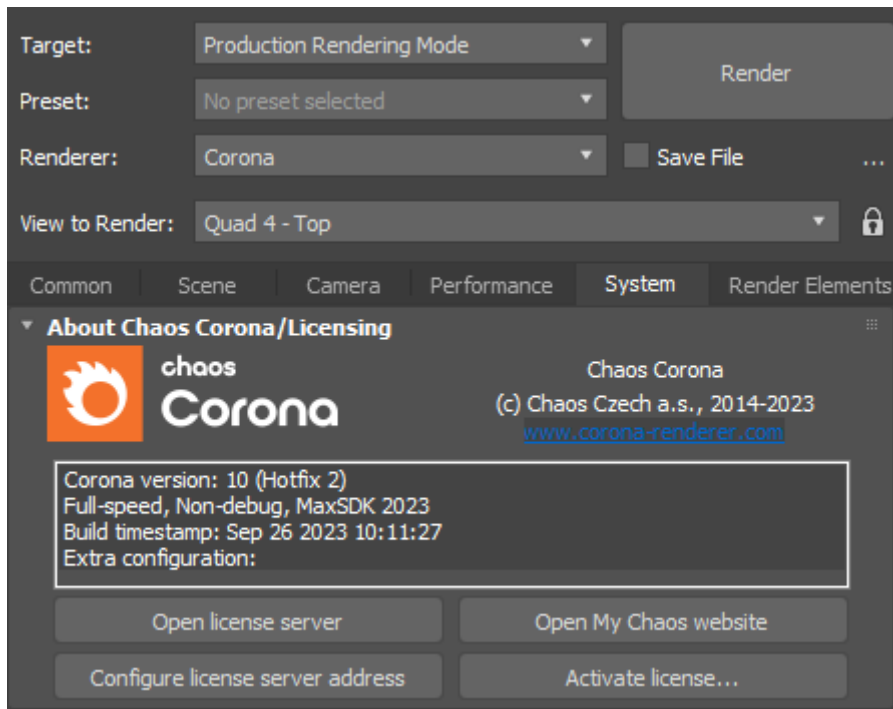 Target: Production Rendering Mode
Render
Preset: No preset selected
Renderer: Corona Save File ...
View to Render: Quad 4 - Top
Common Scene Camera Performance System Render Elements
About Chaos Corona/Licensing
chaos
Corona
Chaos Corona
(c) Chaos Czech a.s., 2014-2023
www.corona-renderer.com
Corona version: 10 (Hotfix 2)
Full-speed, Non-debug, MaxSDK 2023
Build timestamp: Sep 26 2023 10:11:27
Extra configuration:
Open license server Open My Chaos website
Configure license server address Activate license...